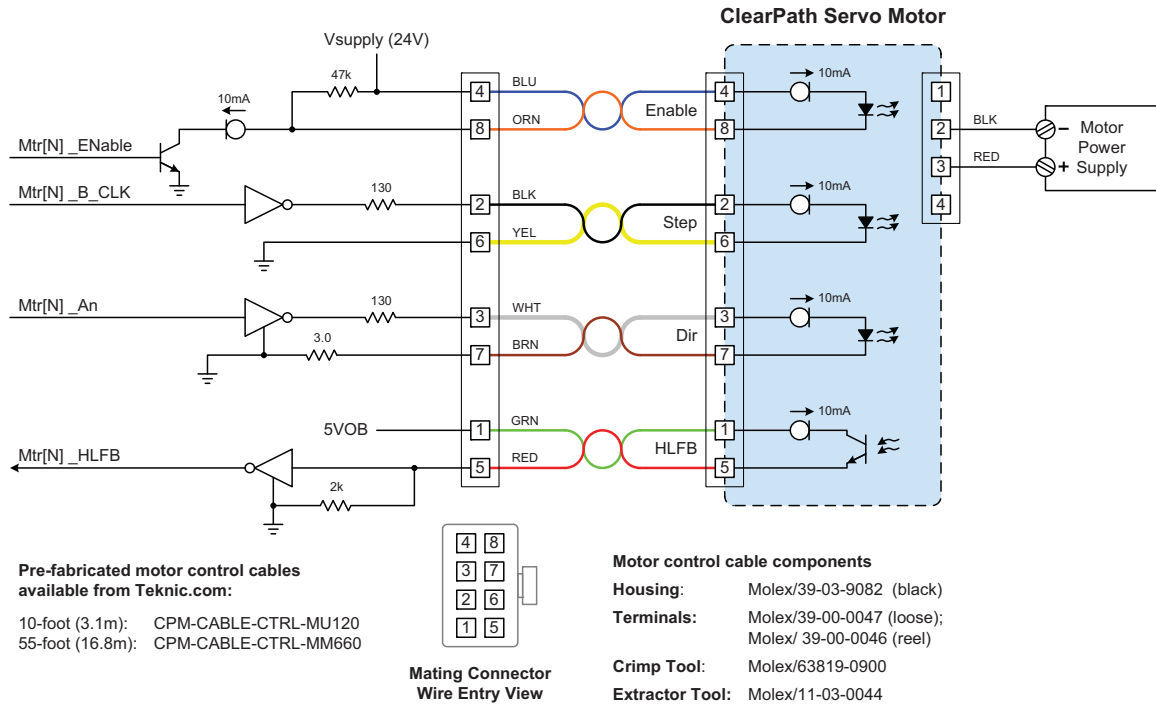 ClearPath Servo Motor
Vsupply (24V)
47k
10mA
Mtr[N] _ENable
4 BLU 4 10mA
8 ORN Enable 8
1
2 BLK − Motor
Power
3 RED + Supply
4
Mtr[N] _B_CLK
130
2 BLK 2 10mA
Step
6 YEL 6
Mtr[N] _An
130
3 WHT 3 10mA
Dir
3.0
7 BRN 7
5VOB 1 GRN 1 10mA
HLFB
Mtr[N] _HLFB
5 RED 5
2k
4 8
3 7
2 6
1 5
Mating Connector
Wire Entry View
Pre-fabricated motor control cables
available from Teknic.com:
10-foot (3.1m): CPM-CABLE-CTRL-MU120
55-foot (16.8m): CPM-CABLE-CTRL-MM660
Motor control cable components
Housing: Molex/39-03-9082 (black)
Terminals: Molex/39-00-0047 (loose);
Molex/ 39-00-0046 (reel)
Crimp Tool: Molex/63819-0900
Extractor Tool: Molex/11-03-0044